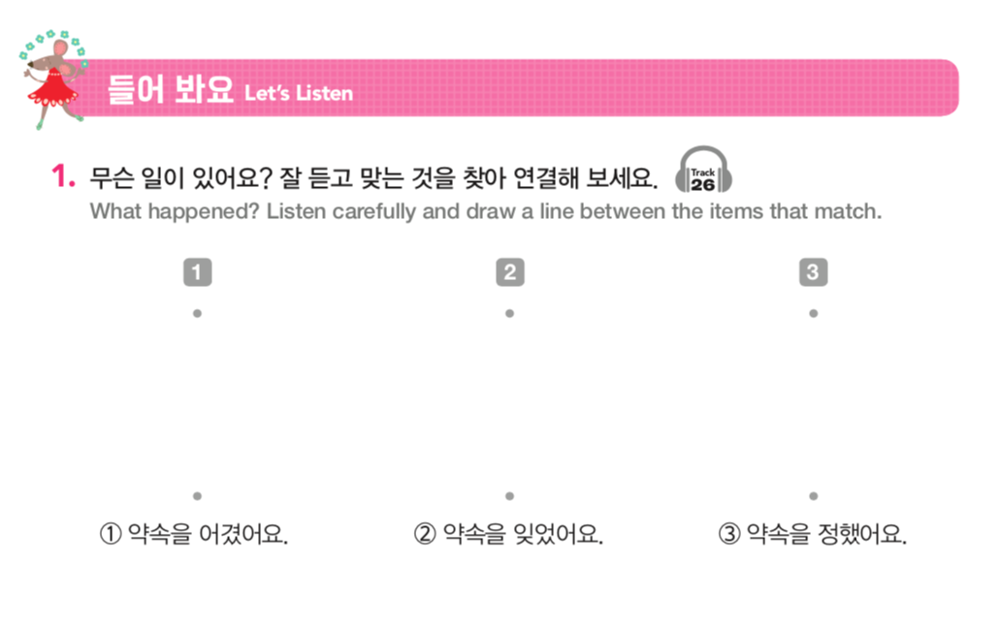 들어 봐요 Let's Listen
1. 무슨 일이 있어요? 잘 듣고 맞는 것을 찾아 연결해 보세요. Track 26
What happened? Listen carefully and draw a line between the items that match.
1 2 3
① 약속을 어겼어요. ② 약속을 잊었어요. ③ 약속을 정했어요.